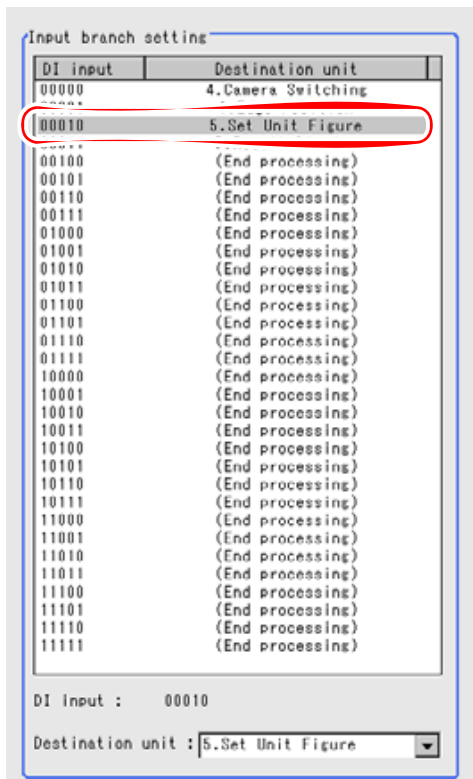 Input branch setting
DI input Destination unit
00000 4.Camera Switching
00010 5.Set Unit Figure
00100 (End processing)
00101 (End processing)
00110 (End processing)
00111 (End processing)
01000 (End processing)
01001 (End processing)
01010 (End processing)
01011 (End processing)
01100 (End processing)
01101 (End processing)
01110 (End processing)
01111 (End processing)
10000 (End processing)
10001 (End processing)
10010 (End processing)
10011 (End processing)
10100 (End processing)
10101 (End processing)
10110 (End processing)
10111 (End processing)
11000 (End processing)
11001 (End processing)
11010 (End processing)
11011 (End processing)
11100 (End processing)
11101 (End processing)
11110 (End processing)
11111 (End processing)
DI input : 00010
Destination unit : 5.Set Unit Figure